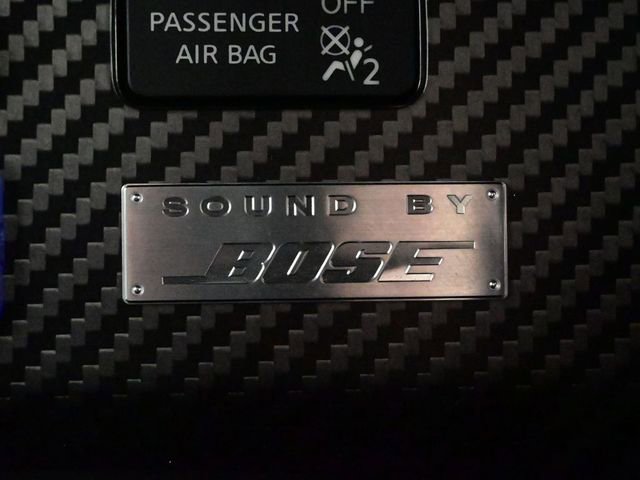 OFF
PASSENGER
AIR BAG
2
SOUND BY
BOSE